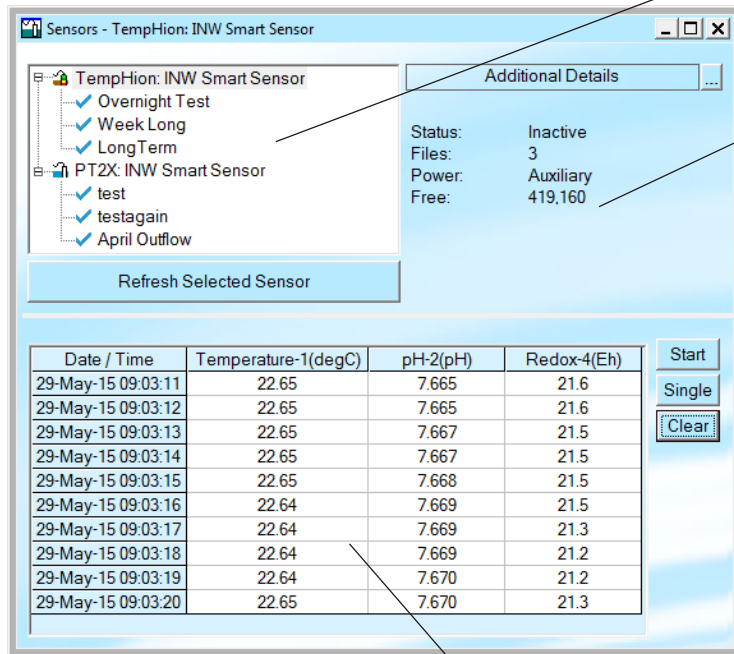 Sensors - TempHion: INW Smart Sensor
TempHion: INW Smart Sensor
Overnight Test
Week Long
LongTerm
PT2X: INW Smart Sensor
test
testagain
April Outflow
Refresh Selected Sensor
Additional Details ...
Status: Inactive
Files: 3
Power: Auxiliary
Free: 419,160
Date / Time Temperature-1(degC) pH-2(pH) Redox-4(Eh)
29-May-15 09:03:11 22.65 7.665 21.6
29-May-15 09:03:12 22.65 7.665 21.6
29-May-15 09:03:13 22.65 7.667 21.5
29-May-15 09:03:14 22.65 7.667 21.5
29-May-15 09:03:15 22.65 7.668 21.5
29-May-15 09:03:16 22.64 7.669 21.5
29-May-15 09:03:17 22.64 7.669 21.3
29-May-15 09:03:18 22.64 7.669 21.2
29-May-15 09:03:19 22.64 7.670 21.2
29-May-15 09:03:20 22.65 7.670 21.3
Start
Single
Clear